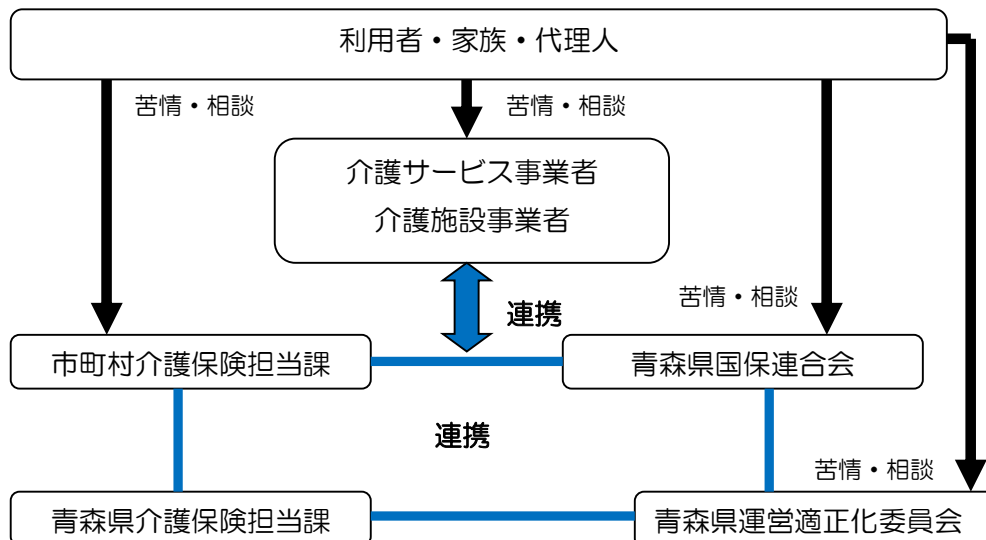 利用者・家族・代理人
苦情・相談
苦情・相談
介護サービス事業者
介護施設事業者
苦情・相談
連携
市町村介護保険担当課
青森県国保連合会
連携
苦情・相談
青森県介護保険担当課
青森県運営適正化委員会